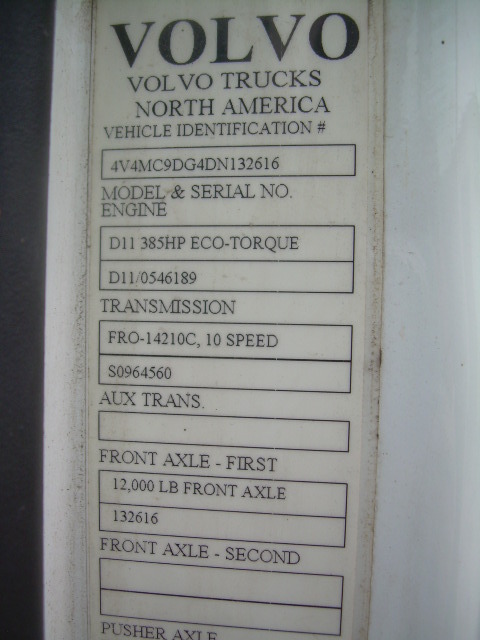 VOLVO
VOLVO TRUCKS
NORTH AMERICA
VEHICLE IDENTIFICATION #
4V4MC9DG4DN132616
MODEL & SERIAL NO.
ENGINE
D11 385HP ECO-TORQUE
D11/0546189
TRANSMISSION
FRO-14210C, 10 SPEED
S0964560
AUX TRANS.
FRONT AXLE - FIRST
12,000 LB FRONT AXLE
132616
FRONT AXLE - SECOND
PUSHER AXLE